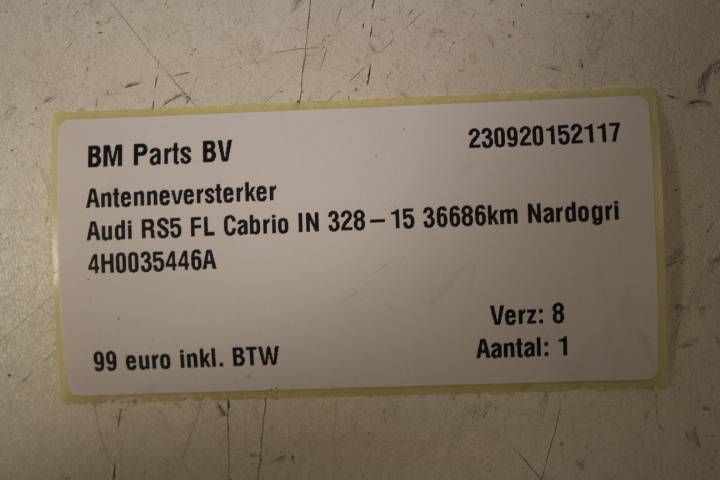 BM Parts BV 230920152117
Antenneversterker
Audi RS5 FL Cabrio IN 328-15 36686km Nardogri
4H0035446A
Verz: 8
99 euro inkl. BTW Aantal: 1